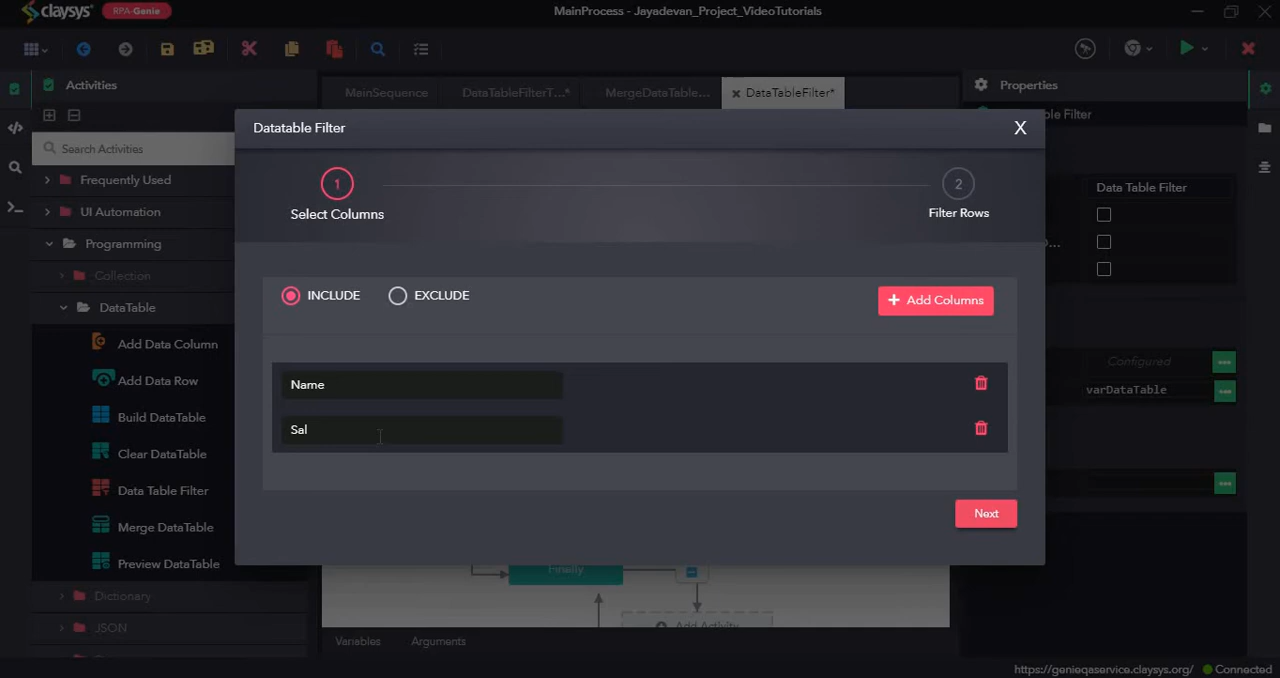 claysys RPA-Genie
MainProcess - Jayadevan_Project_VideoTutorials
Activities
MainSequence
DataTableFilterT...*
MergeDataTable...
DataTableFilter*
Properties
Search Activities
Frequently Used
UI Automation
Programming
Collection
DataTable
Add Data Column
Add Data Row
Build DataTable
Clear DataTable
Data Table Filter
Merge DataTable
Preview DataTable
Dictionary
JSON
Datatable Filter
X
1
2
Select Columns
Filter Rows
INCLUDE
EXCLUDE
+ Add Columns
Name
Sal
Next
Finally
Add Activity
Variables
Arguments
ble Filter
Data Table Filter
o...
Configured
varDataTable
https://genieqaservice.claysys.org/
Connected